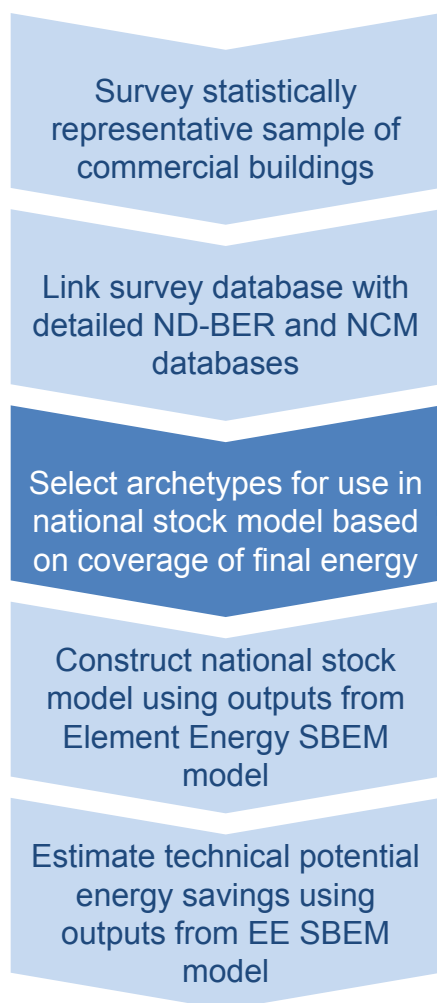 Survey statistically
representative sample of
commercial buildings
Link survey database with
detailed ND-BER and NCM
databases
Select archetypes for use in
national stock model based
on coverage of final energy
Construct national stock
model using outputs from
Element Energy SBEM
model
Estimate technical potential
energy savings using
outputs from EE SBEM
model